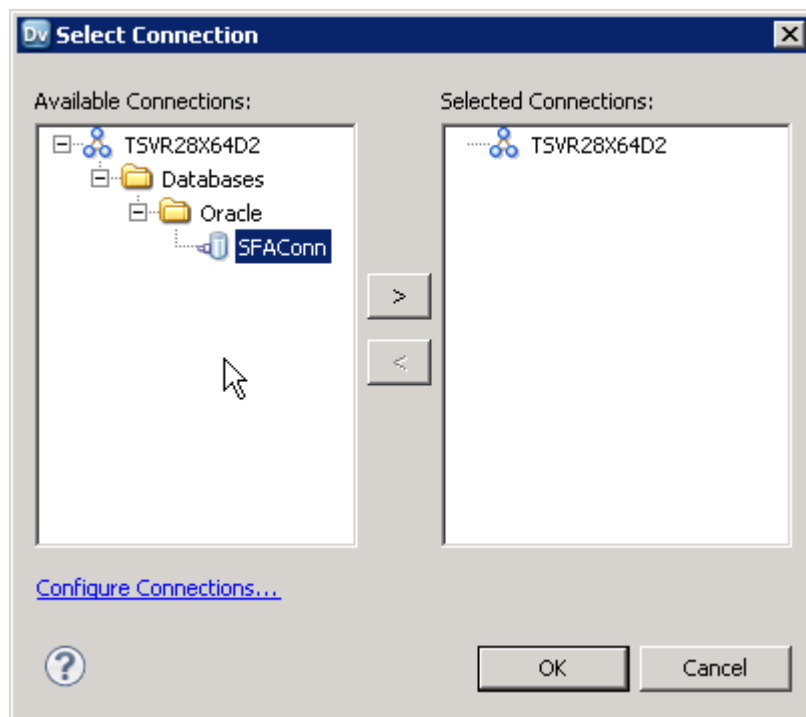 Dv Select Connection
Available Connections:
Selected Connections:
TSVR28X64D2
Databases
Oracle
SFAConn
TSVR28X64D2
>
<
Configure Connections...
?
OK
Cancel